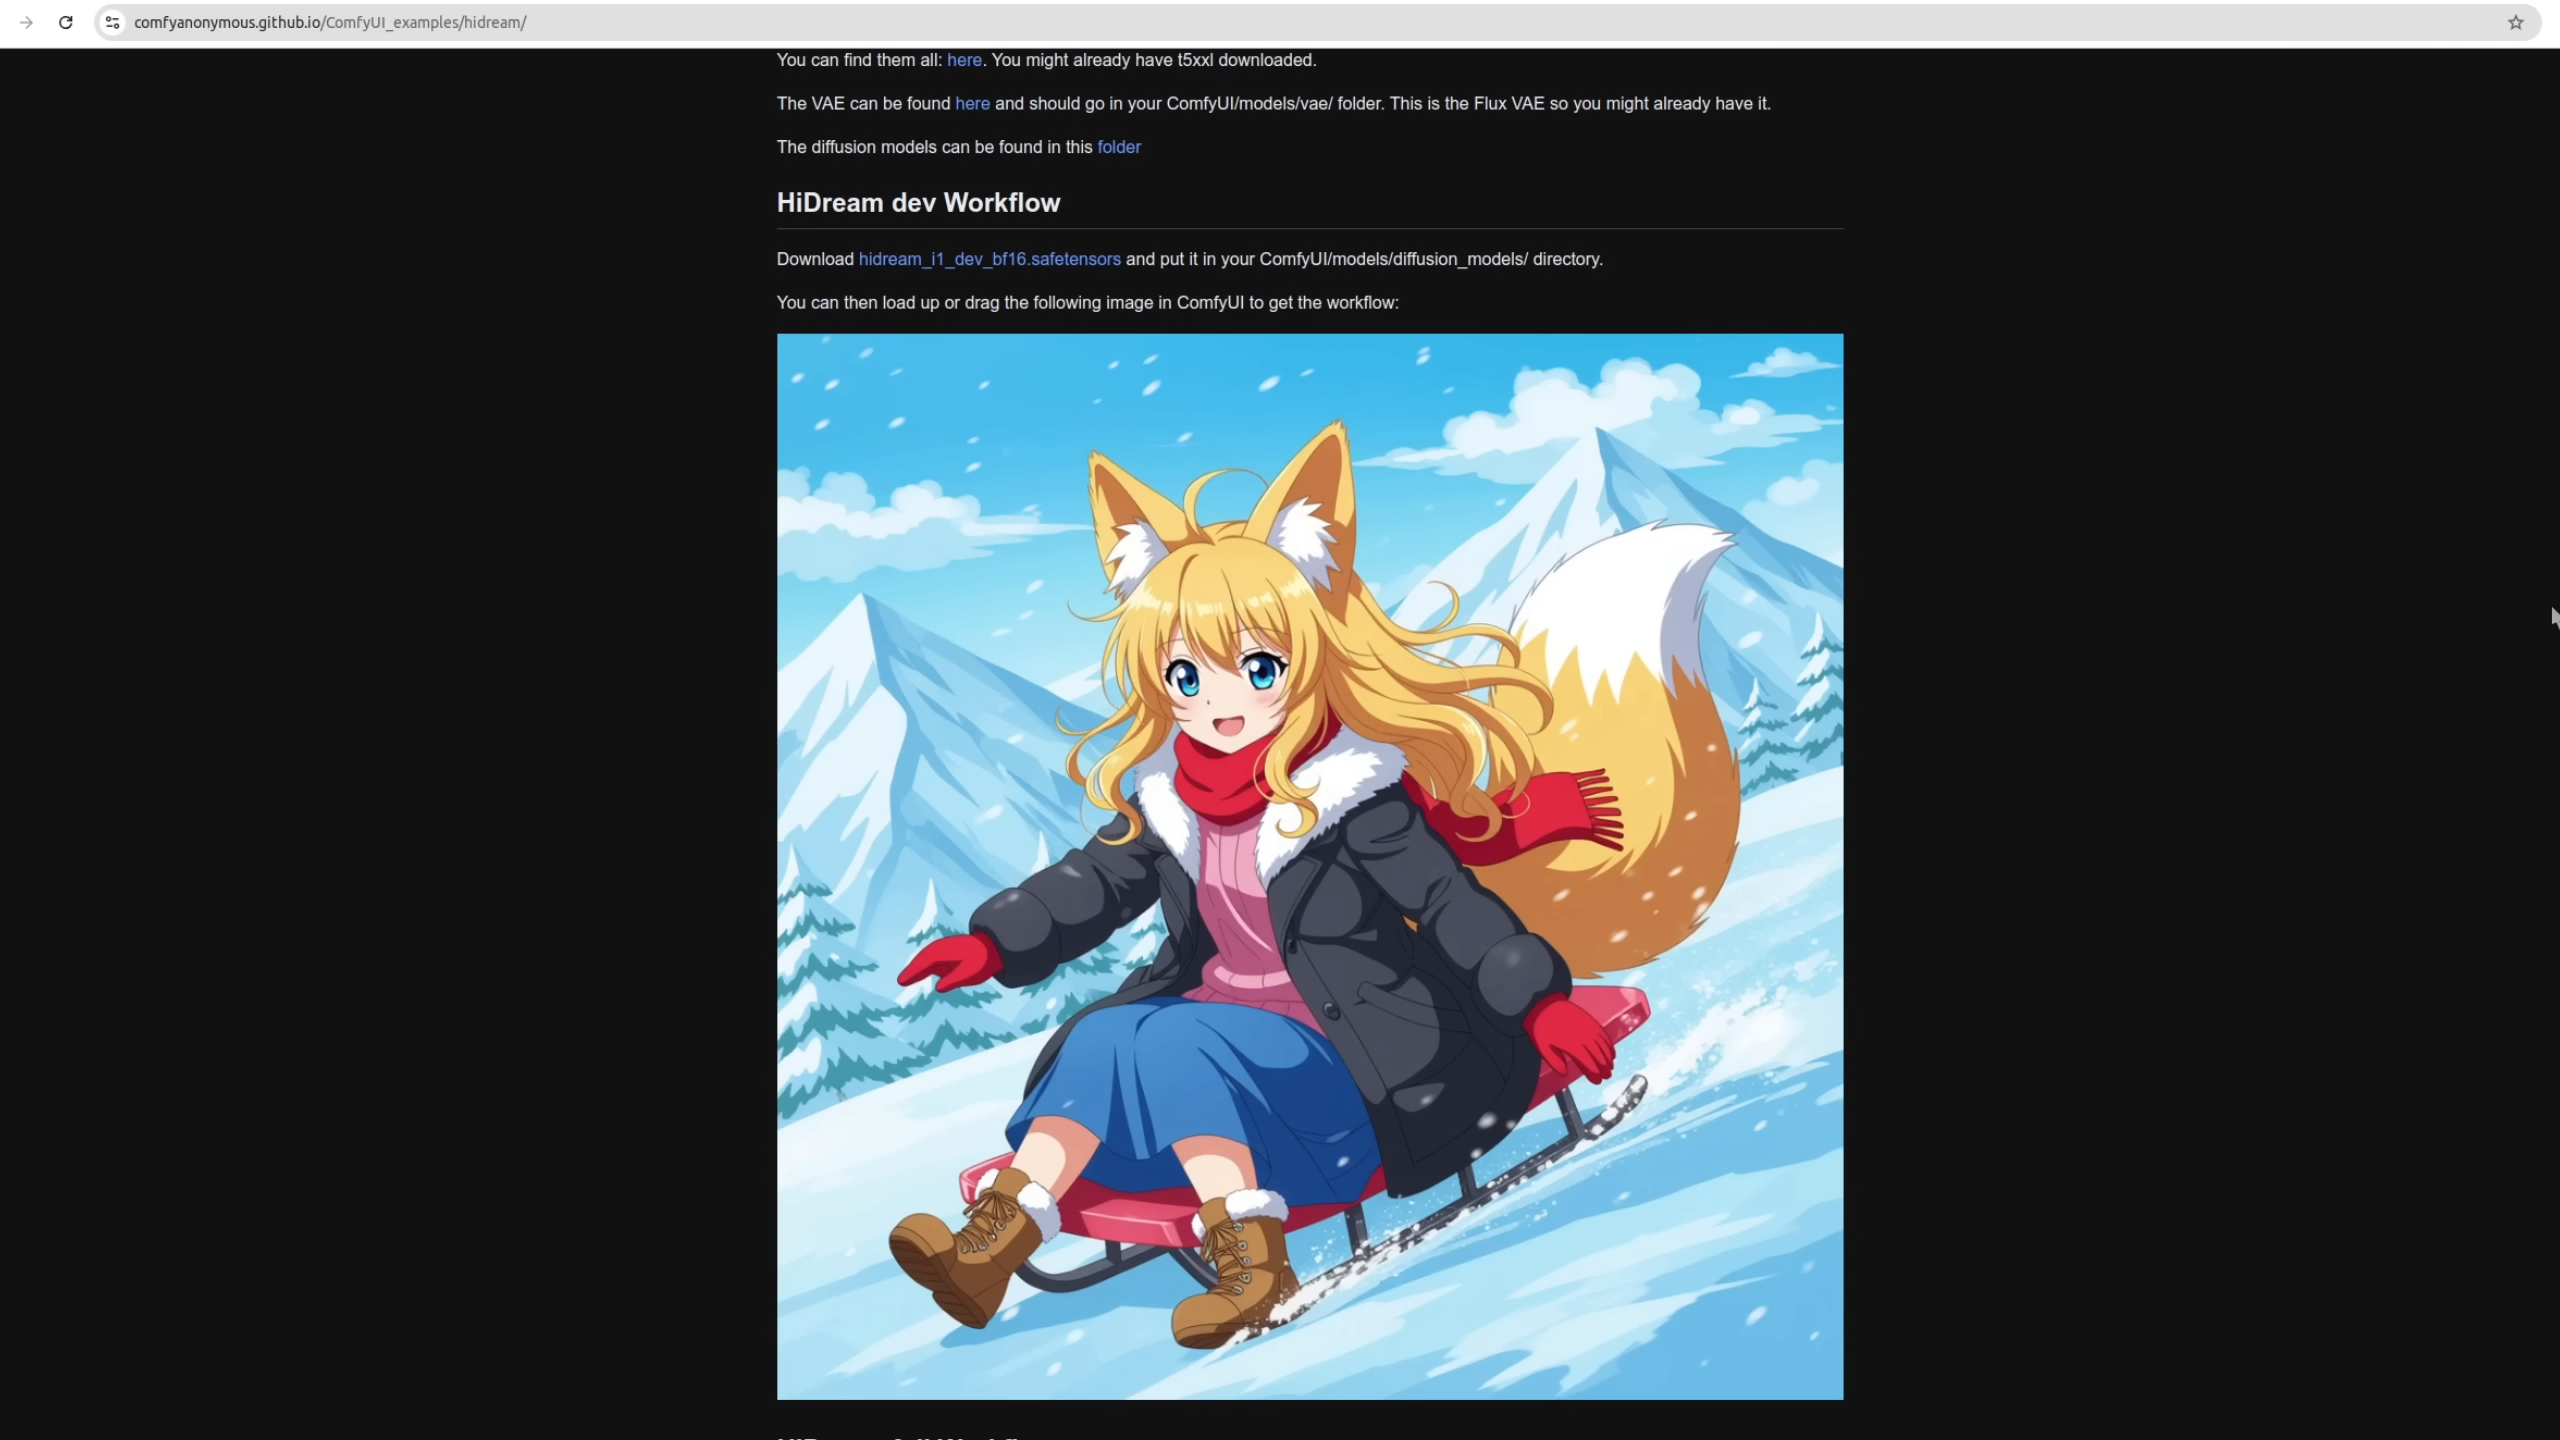 comfyanonymous.github.io/ComfyUI_examples/hidream/
You can find them all: here. You might already have t5xxl downloaded.
The VAE can be found here and should go in your ComfyUI/models/vae/ folder. This is the Flux VAE so you might already have it.
The diffusion models can be found in this folder
HiDream dev Workflow
Download hidream_i1_dev_bf16.safetensors and put it in your ComfyUI/models/diffusion_models/ directory.
You can then load up or drag the following image in ComfyUI to get the workflow: